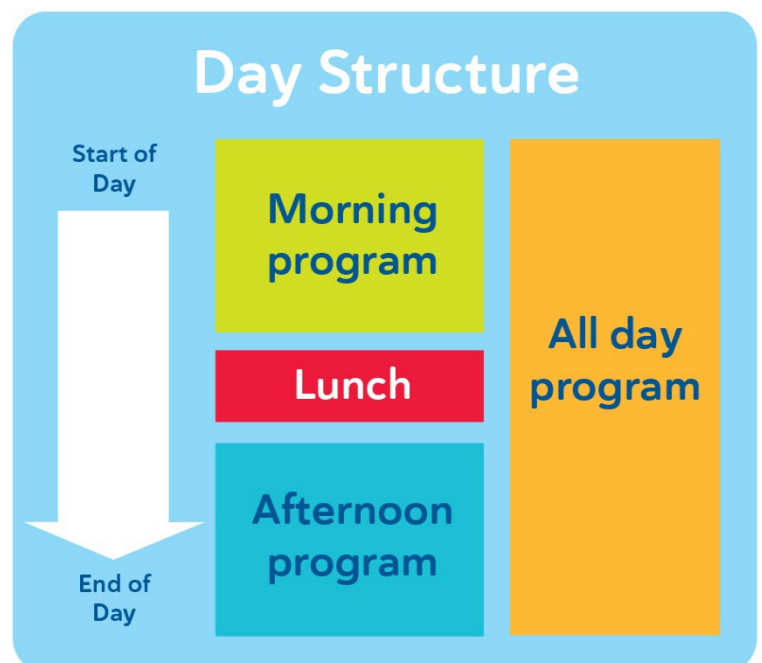 Day Structure
Start of
Day
Morning
program
Lunch
Afternoon
program
All day
program
End of
Day